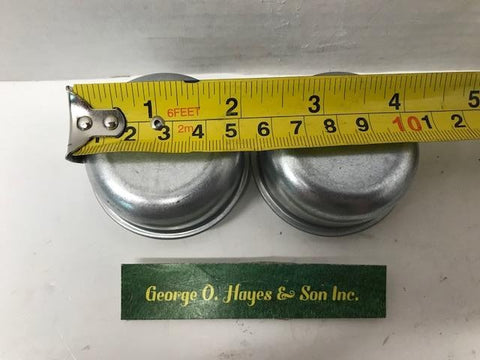 1 6FEET 2 3 4 5
2 3 2m 4 5 6 7 8 9 10 1 2
George O. Hayes & Son Inc.